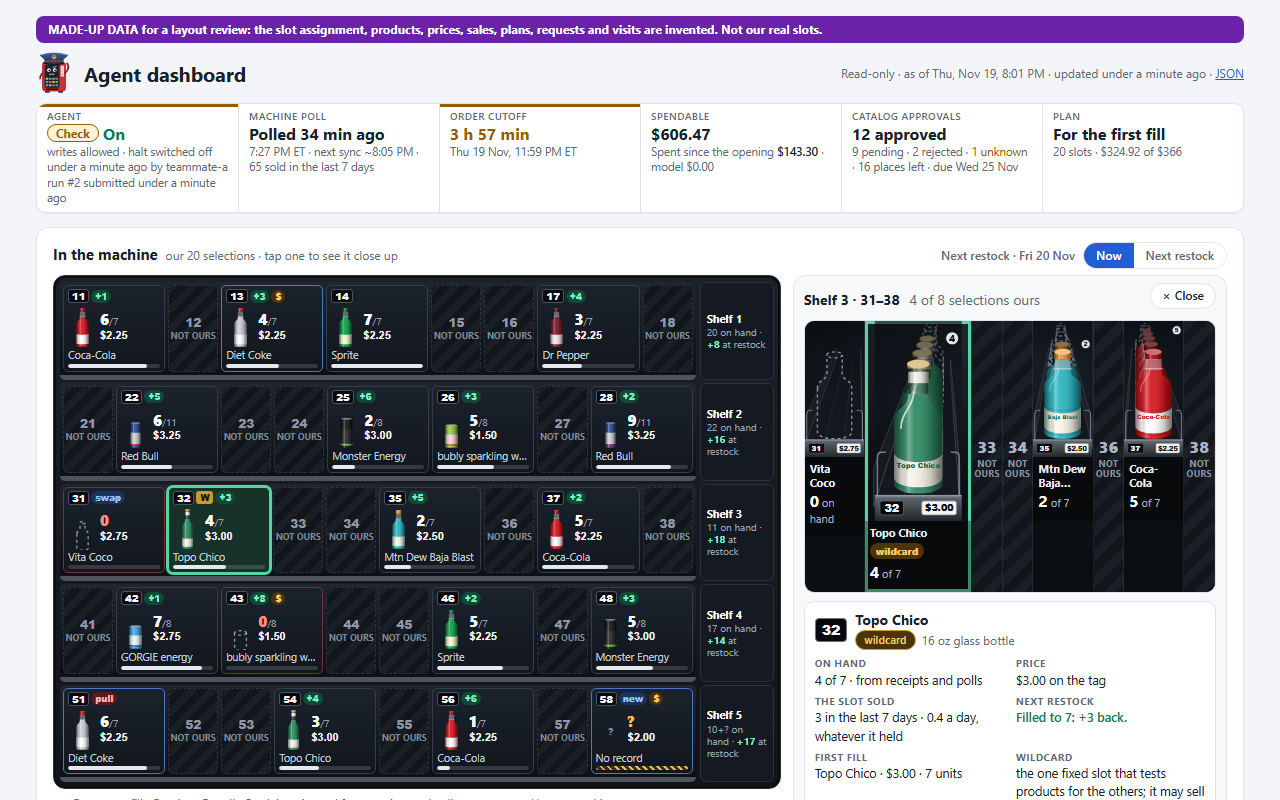 MADE-UP DATA for a layout review: the slot assignment, products, prices, sales, plans, requests and visits are invented. Not our real slots.
Agent dashboard
Read-only · as of Thu, Nov 19, 8:01 PM · updated under a minute ago · JSON
AGENT
Check On
writes allowed · halt switched off
under a minute ago by teammate-a
run #2 submitted under a minute
ago
MACHINE POLL
Polled 34 min ago
7:27 PM ET · next sync ~8:05 PM ·
65 sold in the last 7 days
ORDER CUTOFF
3 h 57 min
Thu 19 Nov, 11:59 PM ET
SPENDABLE
$606.47
Spent since the opening $143.30 ·
model $0.00
CATALOG APPROVALS
12 approved
9 pending · 2 rejected · 1 unknown
· 16 places left · due Wed 25 Nov
PLAN
For the first fill
20 slots · $324.92 of $366
In the machine our 20 selections · tap one to see it close up
Next restock · Fri 20 Nov Now Next restock
11 +1
6/7
$2.25
Coca-Cola
12
NOT OURS
13 +3 $
4/7
$2.25
Diet Coke
14
7/7
$2.25
Sprite
15
NOT OURS
16
NOT OURS
17 +4
3/7
$2.25
Dr Pepper
18
NOT OURS
Shelf 1
20 on hand ·
+8 at restock
21
NOT OURS
22 +5
6/11
$3.25
Red Bull
23
NOT OURS
24
NOT OURS
25 +6
2/8
$3.00
Monster Energy
26 +3
5/8
$1.50
bubly sparkling w...
27
NOT OURS
28 +2
9/11
$3.25
Red Bull
Shelf 2
22 on hand ·
+16 at
restock
31 swap
0
$2.75
Vita Coco
32 W +3
4/7
$3.00
Topo Chico
33
NOT OURS
34
NOT OURS
35 +5
2/7
$2.50
Mtn Dew Baja Blast
36
NOT OURS
37 +2
5/7
$2.25
Coca-Cola
38
NOT OURS
Shelf 3
11 on hand ·
+18 at
restock
41
NOT OURS
42 +1
7/8
$2.75
GORGIE energy
43 +8 $
0/8
$1.50
bubly sparkling w...
44
NOT OURS
45
NOT OURS
46 +2
5/7
$2.25
Sprite
47
NOT OURS
48 +3
5/8
$3.00
Monster Energy
Shelf 4
17 on hand ·
+14 at
restock
51 pull
6/7
$2.25
Diet Coke
52
NOT OURS
53
NOT OURS
54 +4
3/7
$3.00
Topo Chico
55
NOT OURS
56 +6
1/7
$2.25
Coca-Cola
57
NOT OURS
58 new $
?
?
$2.00
No record
Shelf 5
10+? on
hand · +17 at
restock
Shelf 3 · 31–38 4 of 8 selections ours
× Close
31 $2.75
Vita
Coco
0 on
hand
4
Topo Chico
32 $3.00
Topo Chico
wildcard
4 of 7
33
NOT
OURS
34
NOT
OURS
2
Baja Blast
35 $2.50
Mtn Dew
Baja...
2 of 7
36
NOT
OURS
5
Coca-Cola
37 $2.25
Coca-
Cola
5 of 7
38
NOT
OURS
32
Topo Chico
wildcard 16 oz glass bottle
ON HAND
4 of 7 · from receipts and polls
PRICE
$3.00 on the tag
THE SLOT SOLD
3 in the last 7 days · 0.4 a day,
whatever it held
NEXT RESTOCK
Filled to 7: +3 back.
FIRST FILL
Topo Chico · $3.00 · 7 units
WILDCARD
the one fixed slot that tests
products for the others; it may sell